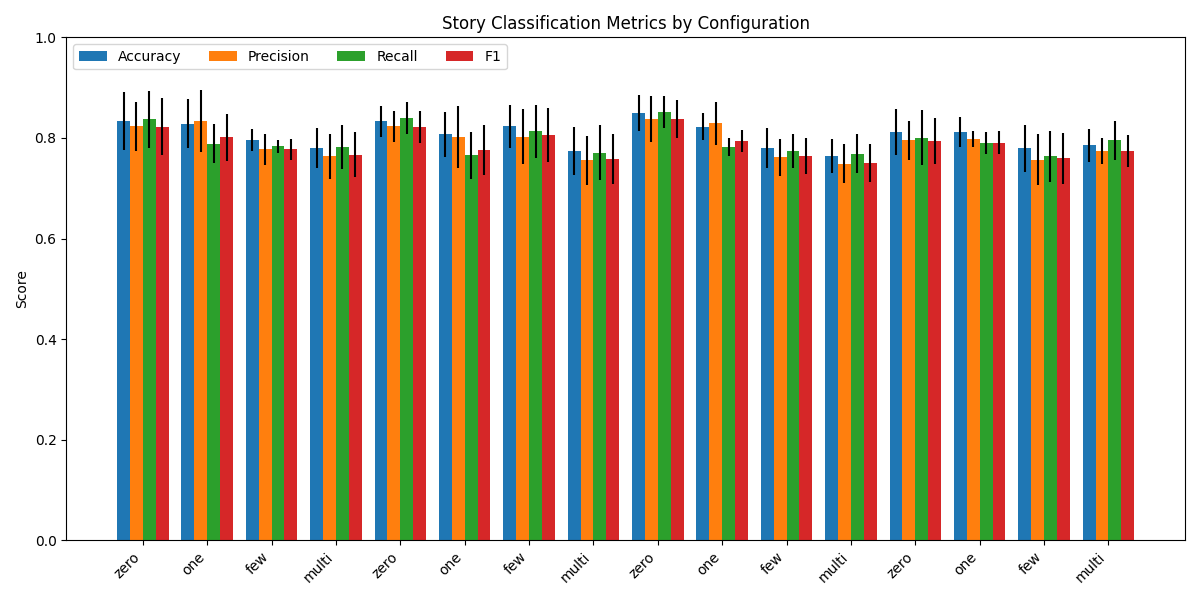 Story Classification Metrics by Configuration
Accuracy Precision Recall F1
Score
1.0
0.8
0.6
0.4
0.2
0.0
zero one few multi zero one few multi zero one few multi zero one few multi